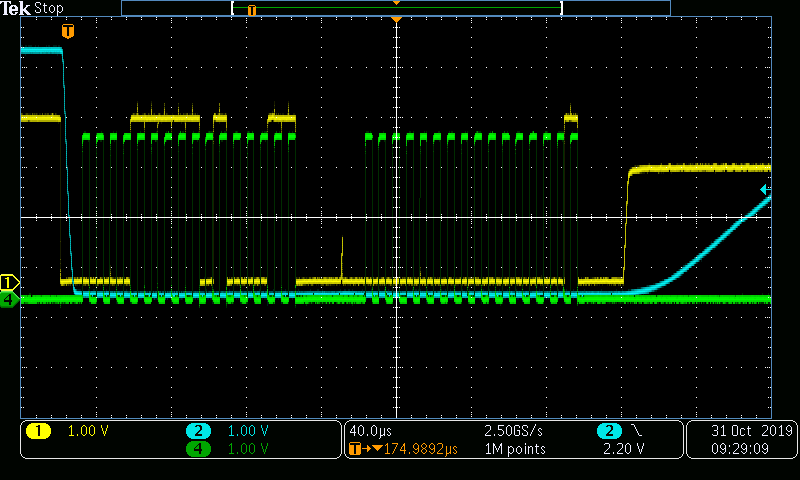 Tek Stop
T
T
1
4
1 1.00 V 2 1.00 V 4 1.00 V
40.0µs 2.50GS/s 2 \ 31 Oct 2019
T→▼174.9892µs 1M points 2.20 V 09:29:09